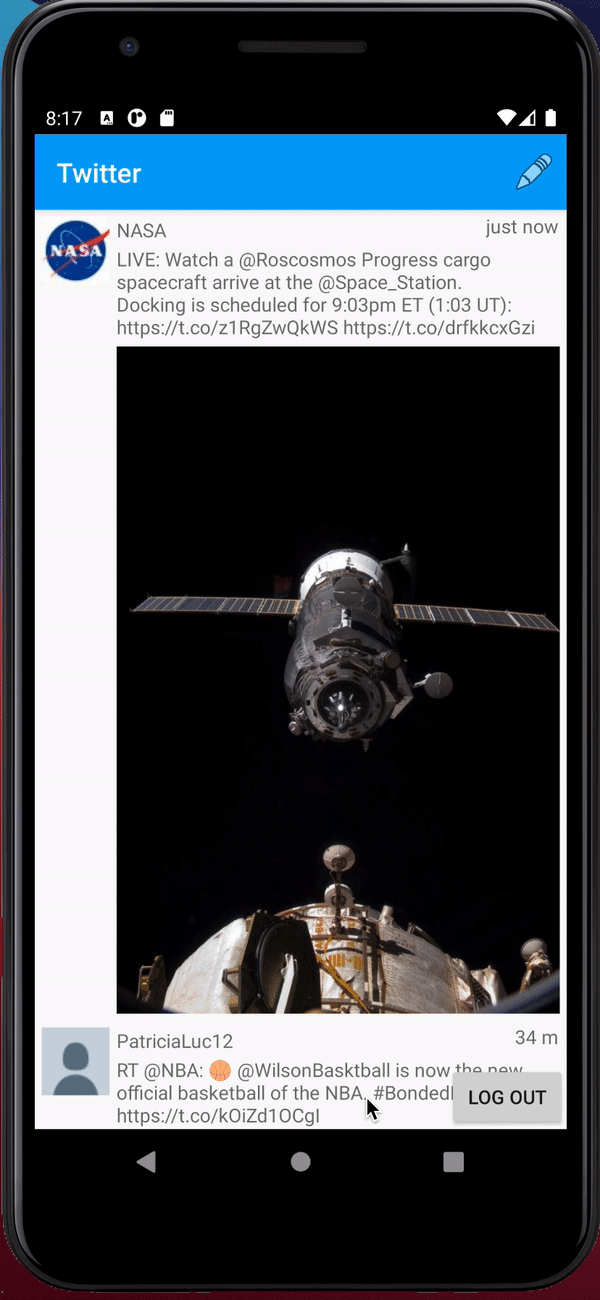 8:17
Twitter
NASA
NASA just now
LIVE: Watch a @Roscosmos Progress cargo
spacecraft arrive at the @Space_Station.
Docking is scheduled for 9:03pm ET (1:03 UT):
https://t.co/z1RgZwQkWS https://t.co/drfkkcxGzi
PatriciaLuc12 34 m
RT @NBA: 🏀 @WilsonBasktball is now the new
official basketball of the NBA. #Bonded
https://t.co/kOiZd1OCgI
LOG OUT